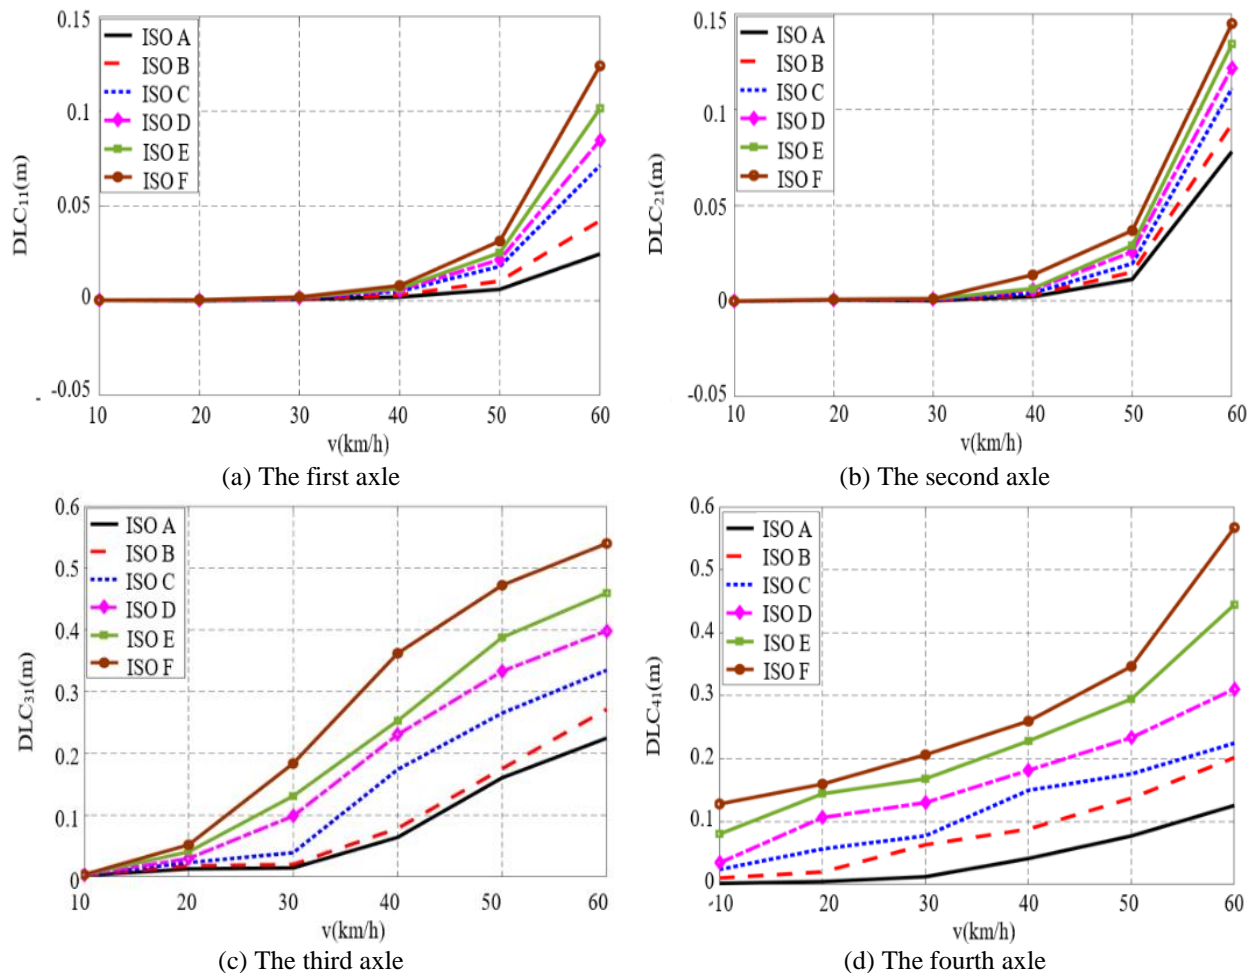 0.15
0.1
0.05
0
-0.05
DLC₁₁(m)
ISO A
ISO B
ISO C
ISO D
ISO E
ISO F
10 20 30 40 50 60
v(km/h)
(a) The first axle
0.15
0.1
0.05
0
-0.05
DLC₂₁(m)
ISO A
ISO B
ISO C
ISO D
ISO E
ISO F
10 20 30 40 50 60
v(km/h)
(b) The second axle
0.6
0.5
0.4
0.3
0.2
0.1
0
DLC₃₁(m)
ISO A
ISO B
ISO C
ISO D
ISO E
ISO F
10 20 30 40 50 60
v(km/h)
(c) The third axle
0.6
0.5
0.4
0.3
0.2
0.1
0
DLC₄₁(m)
ISO A
ISO B
ISO C
ISO D
ISO E
ISO F
10 20 30 40 50 60
v(km/h)
(d) The fourth axle